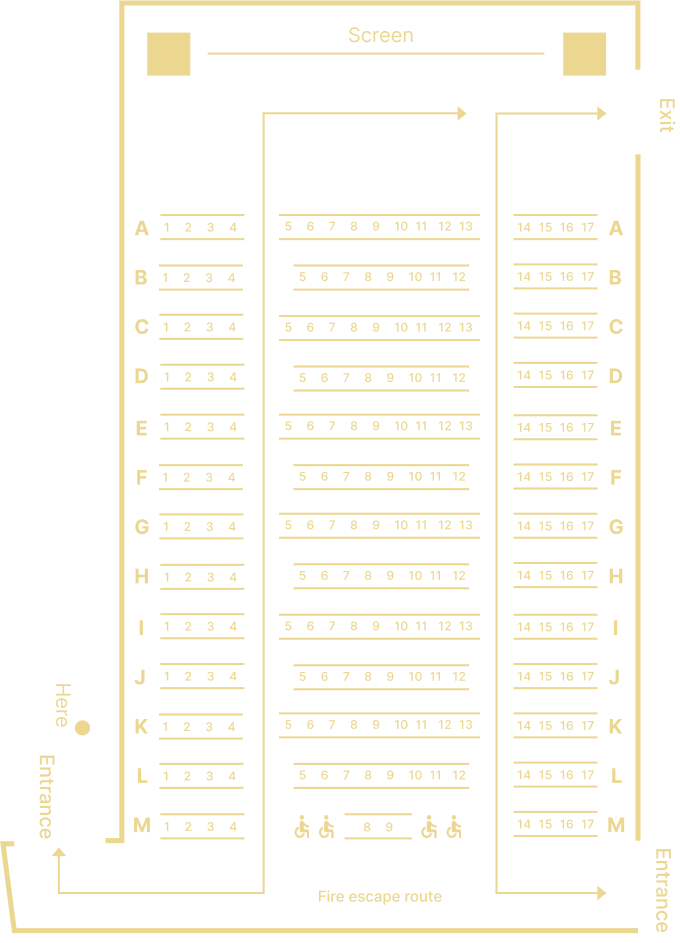 Screen
Exit
A 1 2 3 4 5 6 7 8 9 10 11 12 13 14 15 16 17 A
B 1 2 3 4 5 6 7 8 9 10 11 12 14 15 16 17 B
C 1 2 3 4 5 6 7 8 9 10 11 12 13 14 15 16 17 C
D 1 2 3 4 5 6 7 8 9 10 11 12 14 15 16 17 D
E 1 2 3 4 5 6 7 8 9 10 11 12 13 14 15 16 17 E
F 1 2 3 4 5 6 7 8 9 10 11 12 14 15 16 17 F
G 1 2 3 4 5 6 7 8 9 10 11 12 13 14 15 16 17 G
H 1 2 3 4 5 6 7 8 9 10 11 12 14 15 16 17 H
I 1 2 3 4 5 6 7 8 9 10 11 12 13 14 15 16 17 I
J 1 2 3 4 5 6 7 8 9 10 11 12 14 15 16 17 J
Here
K 1 2 3 4 5 6 7 8 9 10 11 12 13 14 15 16 17 K
L 1 2 3 4 5 6 7 8 9 10 11 12 14 15 16 17 L
Entrance
M 1 2 3 4 8 9 14 15 16 17 M
Fire escape route
Entrance